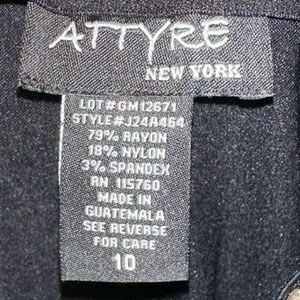 ATTYRE
NEW YORK
LOT#GM12671
STYLE#J24A464
79% RAYON
18% NYLON
3% SPANDEX
RN 115760
MADE IN
GUATEMALA
SEE REVERSE
FOR CARE
10